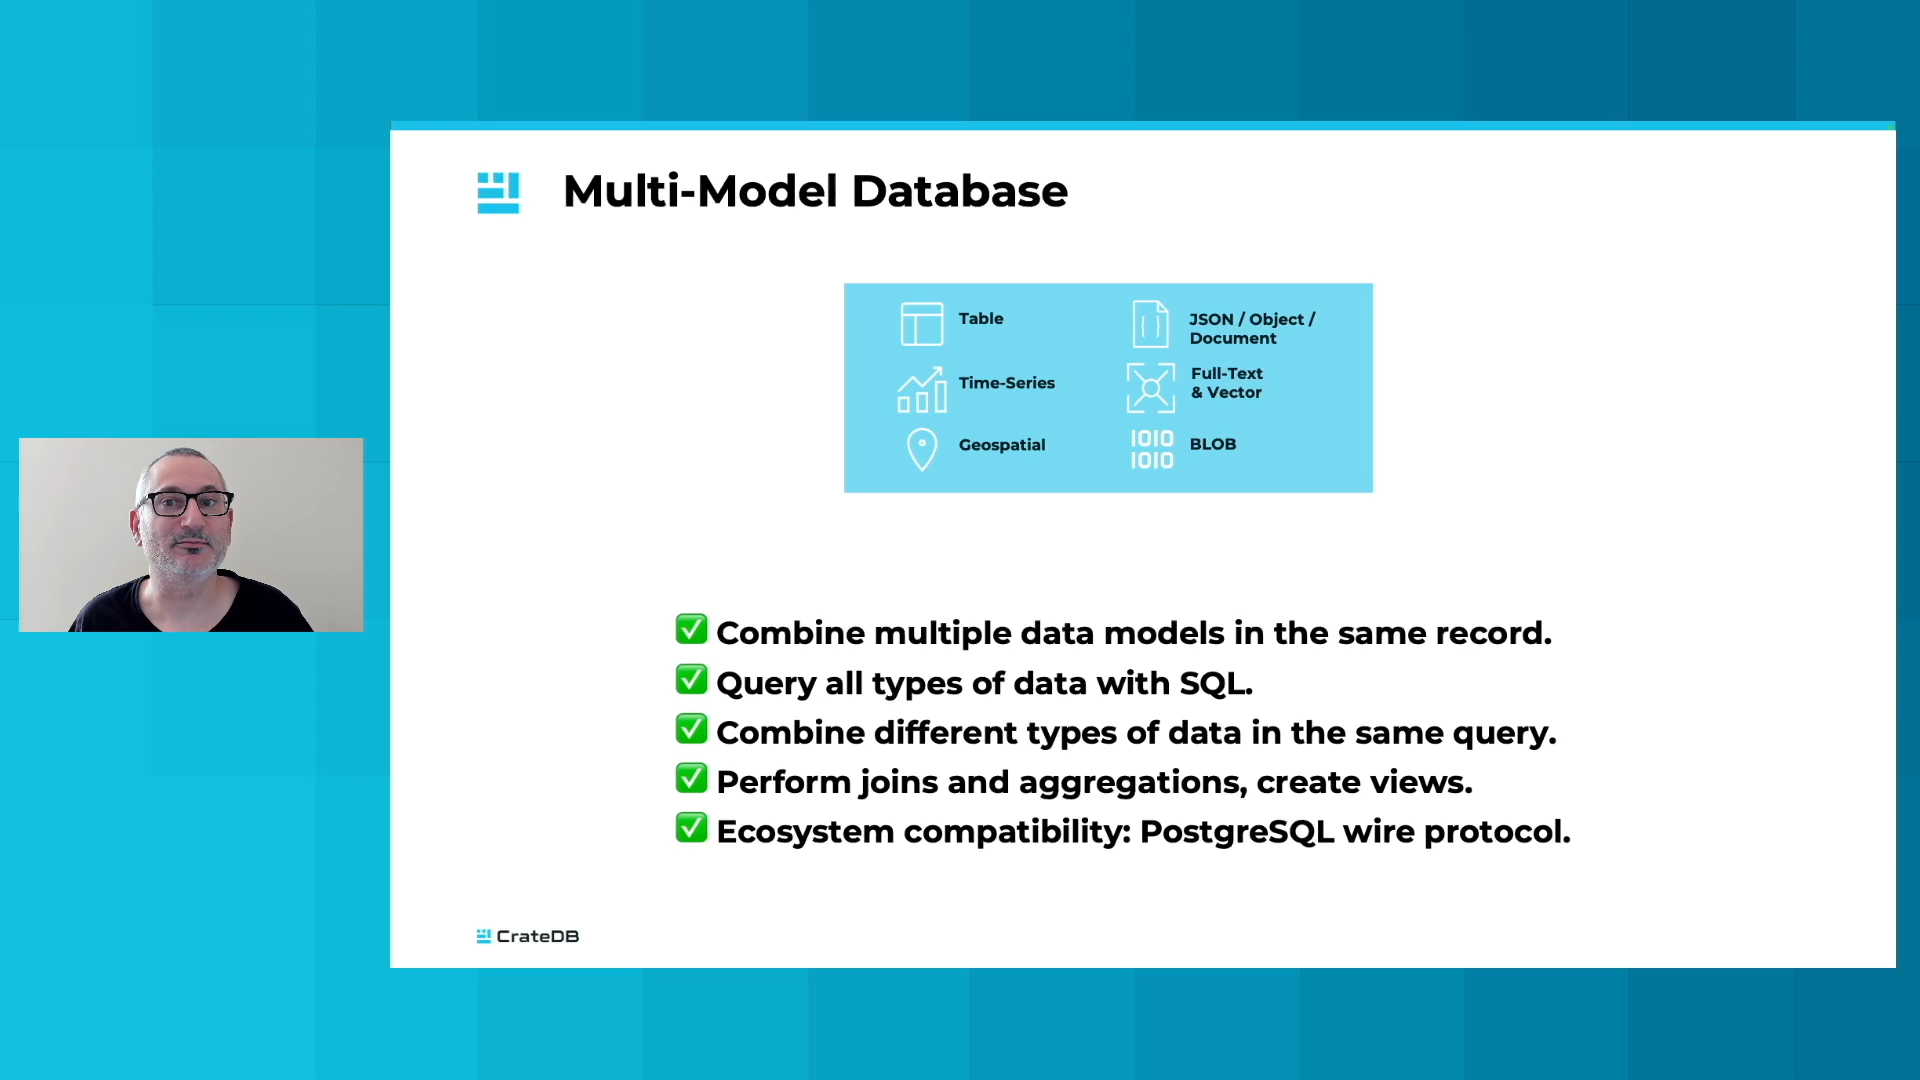 Multi-Model Database
Table
JSON / Object /
Document
Time-Series
Full-Text
& Vector
Geospatial
1010
1010
BLOB
✅ Combine multiple data models in the same record.
✅ Query all types of data with SQL.
✅ Combine different types of data in the same query.
✅ Perform joins and aggregations, create views.
✅ Ecosystem compatibility: PostgreSQL wire protocol.
CrateDB